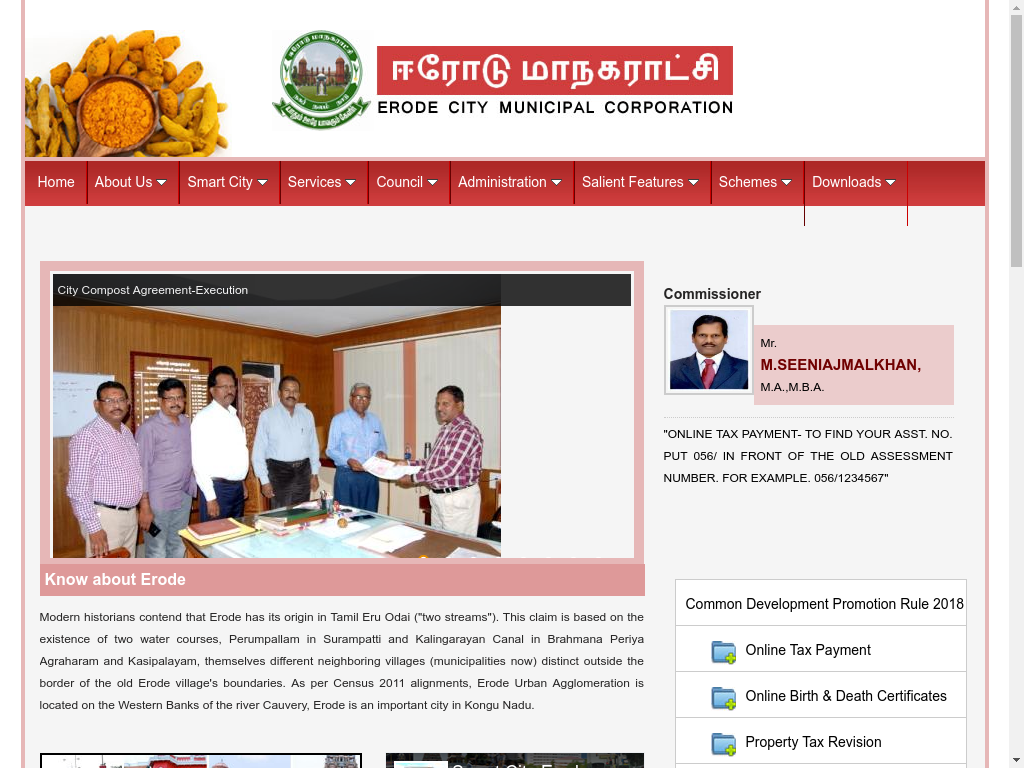 ஈரோடு மாநகராட்சி
ERODE CITY MUNICIPAL CORPORATION
Home
About Us
Smart City
Services
Council
Administration
Salient Features
Schemes
Downloads
City Compost Agreement-Execution
Know about Erode
Modern historians contend that Erode has its origin in Tamil Eru Odai ("two streams"). This claim is based on the
existence of two water courses, Perumpallam in Surampatti and Kalingarayan Canal in Brahmana Periya
Agraharam and Kasipalayam, themselves different neighboring villages (municipalities now) distinct outside the
border of the old Erode village's boundaries. As per Census 2011 alignments, Erode Urban Agglomeration is
located on the Western Banks of the river Cauvery, Erode is an important city in Kongu Nadu.
Commissioner
Mr.
M.SEENIAJMALKHAN,
M.A.,M.B.A.
"ONLINE TAX PAYMENT- TO FIND YOUR ASST. NO.
PUT 056/ IN FRONT OF THE OLD ASSESSMENT
NUMBER. FOR EXAMPLE. 056/1234567"
Common Development Promotion Rule 2018
Online Tax Payment
Online Birth & Death Certificates
Property Tax Revision